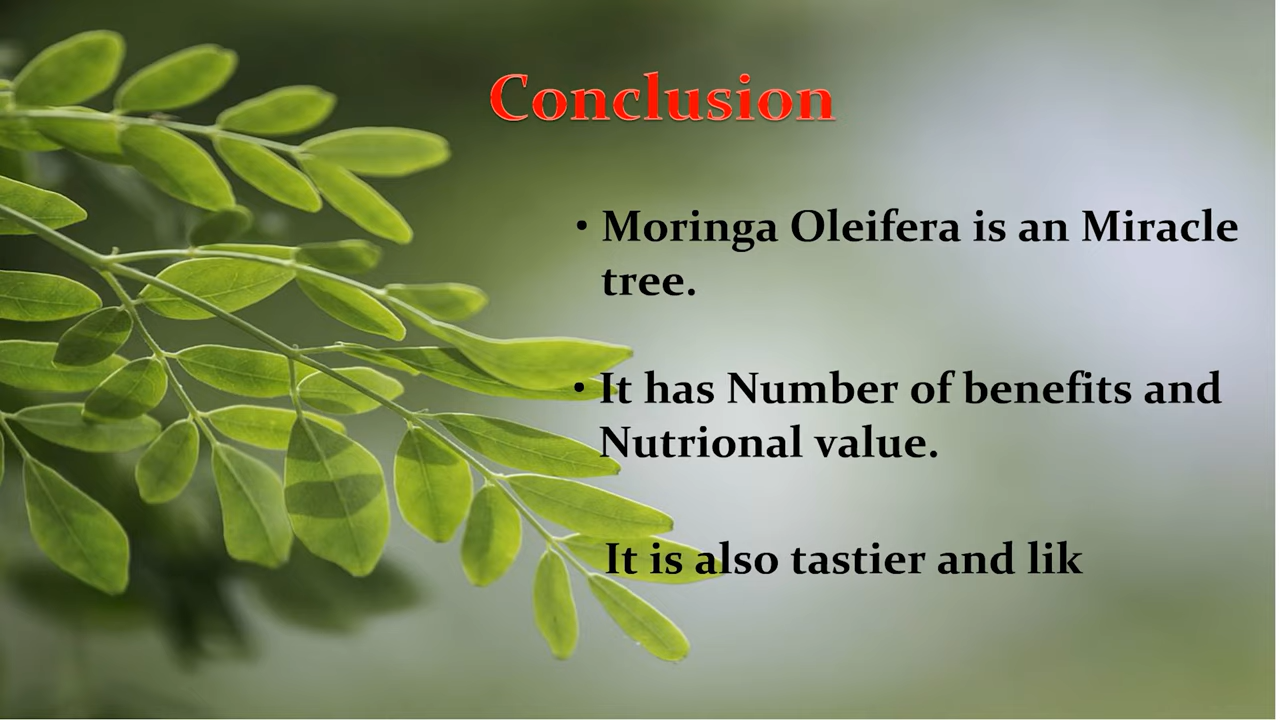 Conclusion
• Moringa Oleifera is an Miracle
tree.
• It has Number of benefits and
Nutrional value.
It is also tastier and lik